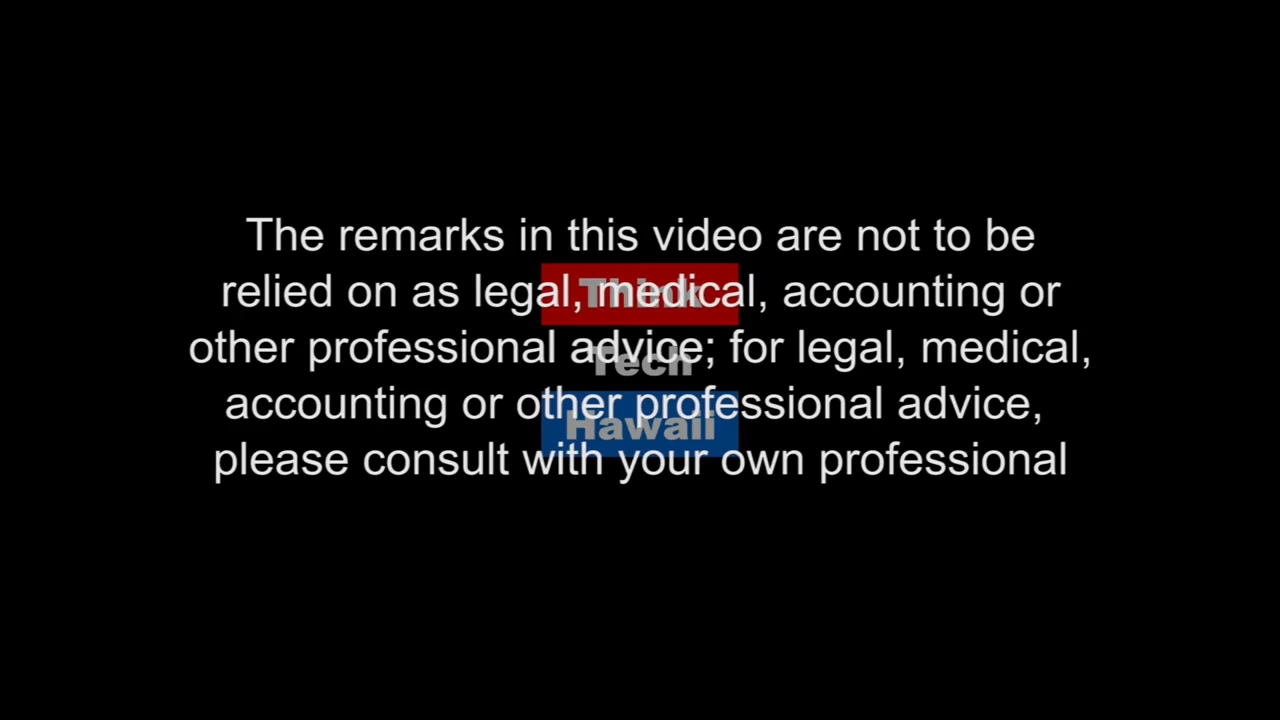 The remarks in this video are not to be
relied on as legal, medical, accounting or
other professional advice; for legal, medical,
accounting or other professional advice,
please consult with your own professional
Think
Tech
Hawaii